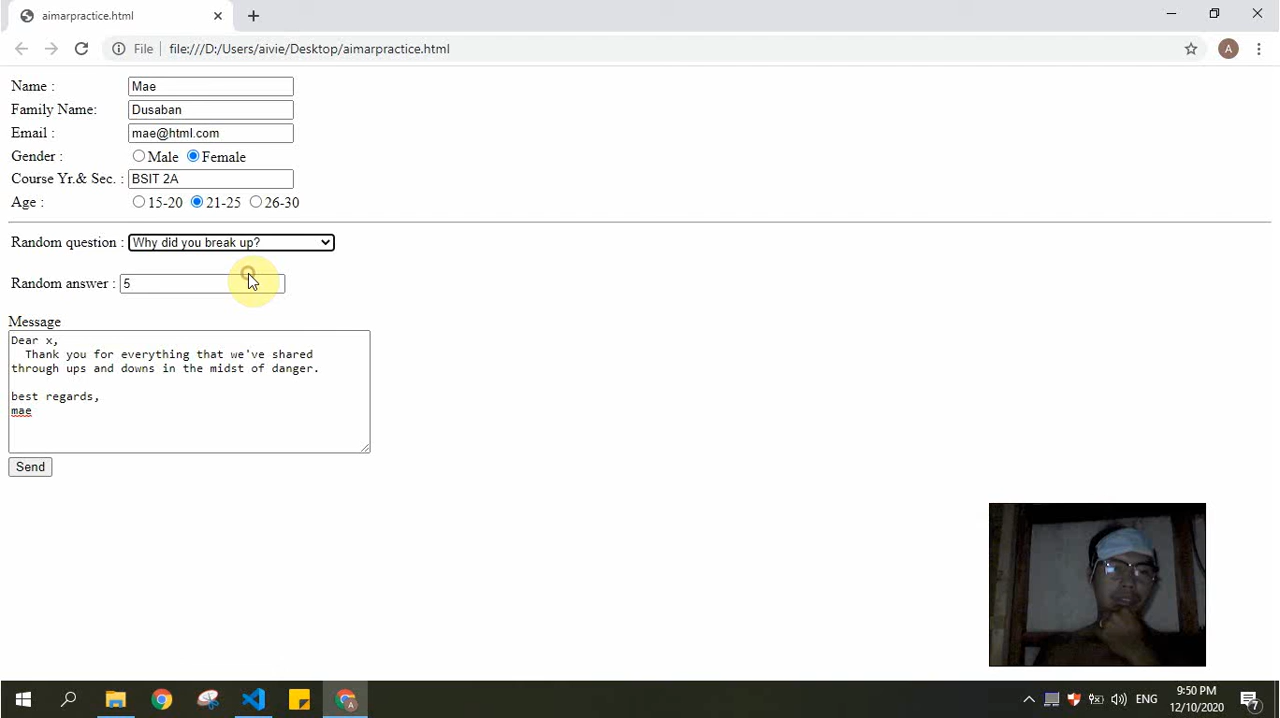 aimarpractice.html
File
file:///D:/Users/aivie/Desktop/aimarpractice.html
A
Name : Mae
Family Name: Dusaban
Email : mae@html.com
Gender : Male Female
Course Yr.& Sec. : BSIT 2A
Age : 15-20 21-25 26-30
Random question : Why did you break up?
Random answer : 5
Message
Dear x,
Thank you for everything that we've shared
through ups and downs in the midst of danger.
best regards,
mae
Send
A
ENG
9:50 PM
12/10/2020
7